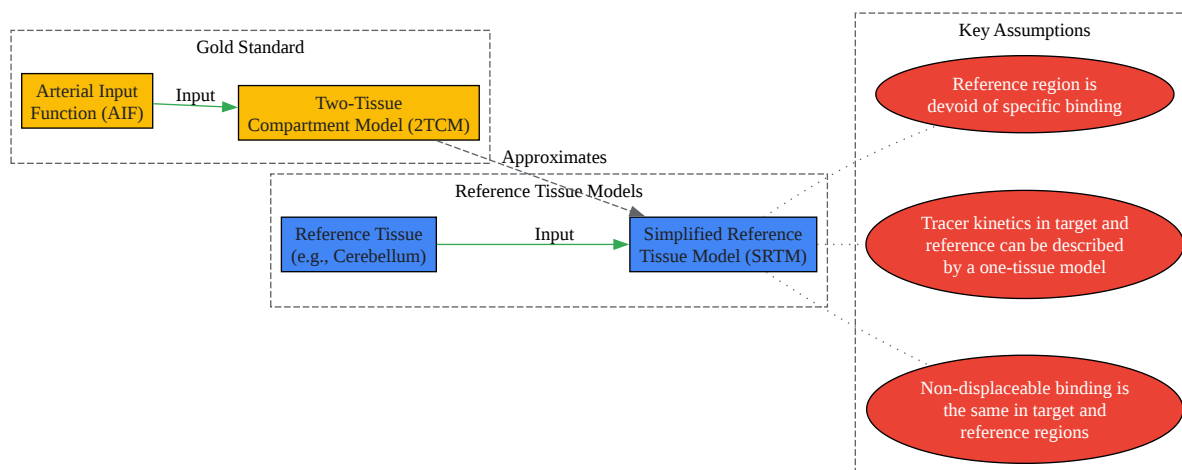 Gold Standard
Arterial Input
Function (AIF)
Input
Two-Tissue
Compartment Model (2TCM)
Approximates
Reference Tissue Models
Reference Tissue
(e.g., Cerebellum)
Input
Simplified Reference
Tissue Model (SRTM)
Key Assumptions
Reference region is
devoid of specific binding
Tracer kinetics in target and
reference can be described
by a one-tissue model
Non-displaceable binding is
the same in target and
reference regions